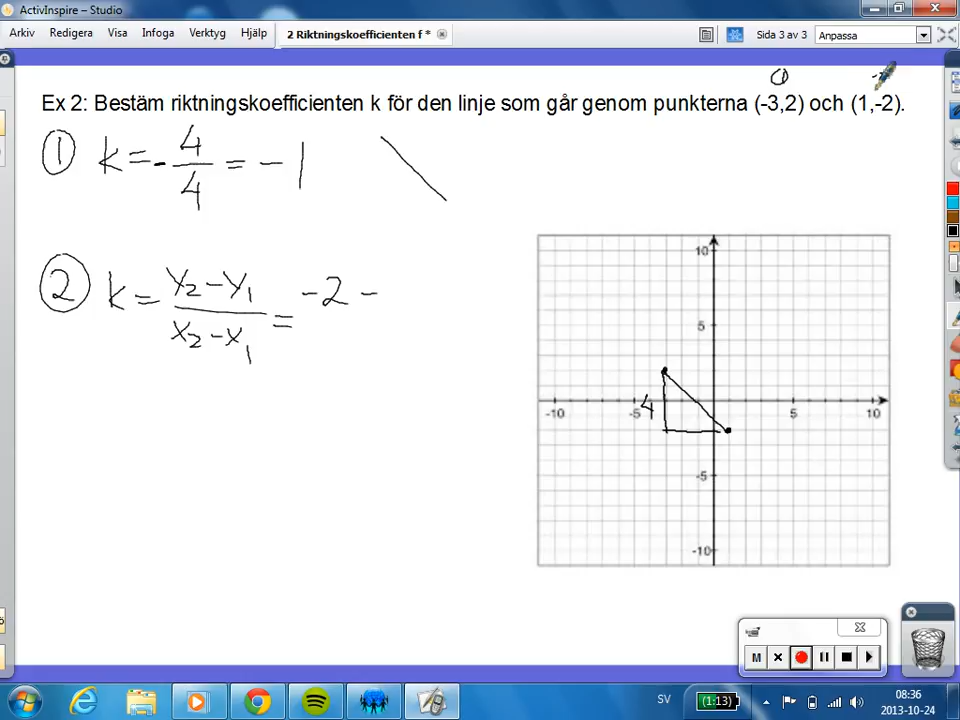 ActivInspire – Studio
Arkiv Redigera Visa Infoga Verktyg Hjälp 2 Riktningskoefficienten f * Sida 3 av 3 Anpassa
Ex 2: Bestäm riktningskoefficienten k för den linje som går genom punkterna (-3,2) och (1,-2).
① k = - 4/4 = -1
② k = y₂-y₁/x₂-x₁ = -2 -
10
5
-10 -5 5 10
4
-5
-10
M
SV (1:13) 08:36
2013-10-24